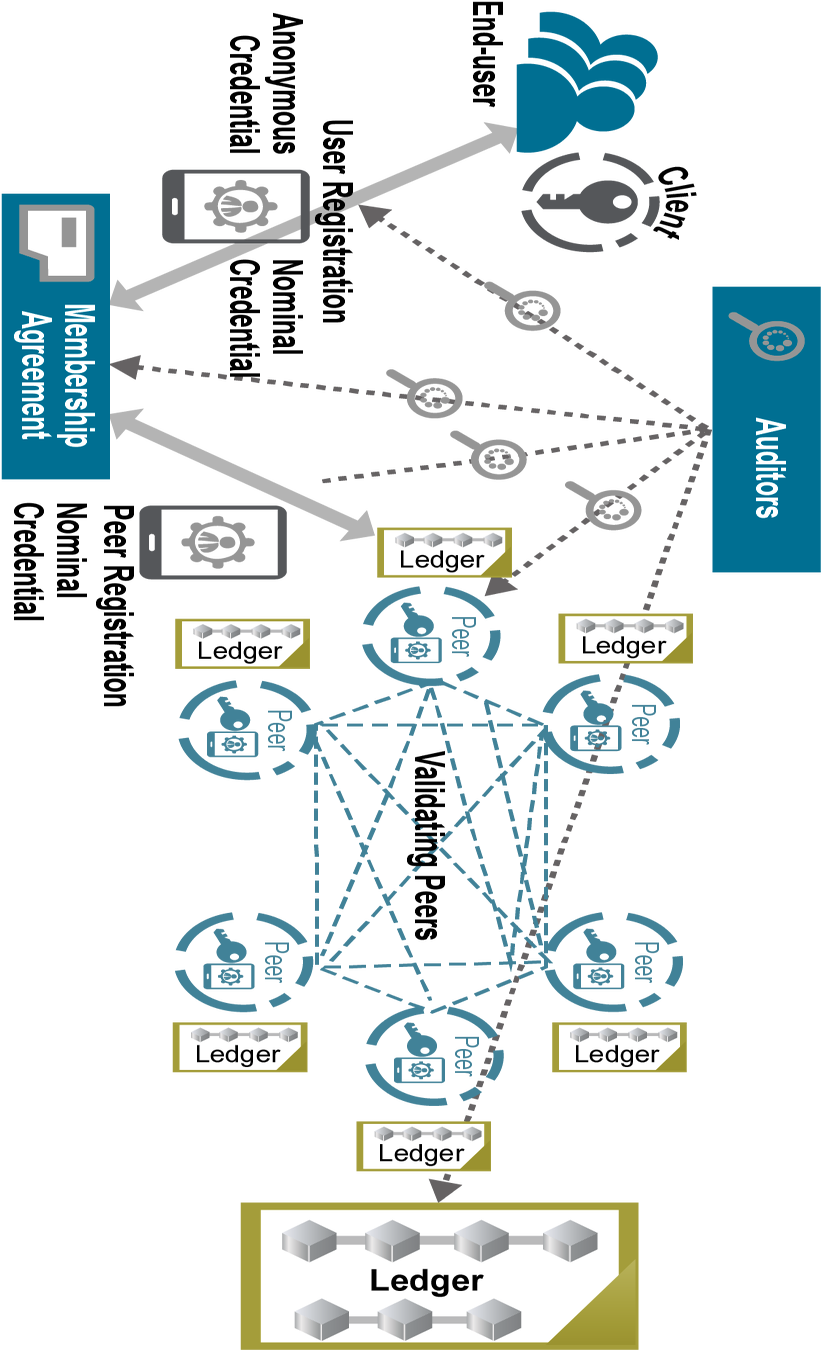 Auditors
End-user
Client
User Registration
Anonymous
Credential
Nominal
Credential
Membership
Agreement
Peer Registration
Nominal
Credential
Ledger
Peer
Ledger
Peer
Ledger
Peer
Validating Peers
Peer
Ledger
Peer
Ledger
Peer
Ledger
Ledger